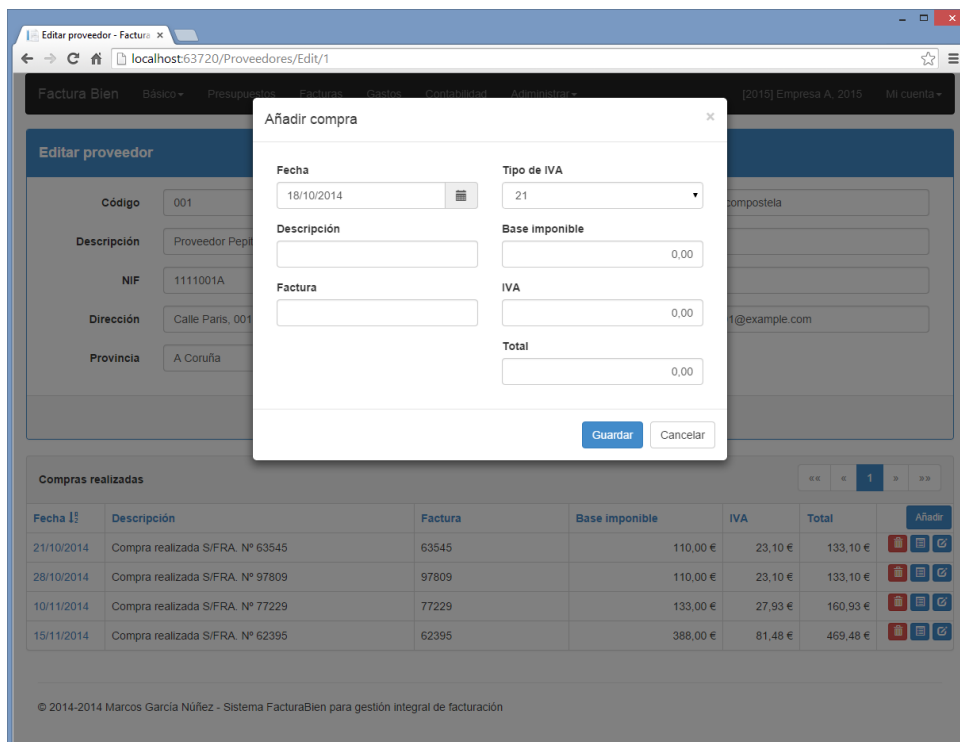 Editar proveedor - Factura
localhost:63720/Proveedores/Edit/1
Factura Bien Básico Presupuestos Facturas Gastos Contabilidad Administrar [2015] Empresa A, 2015 Mi cuenta
Añadir compra ×
Editar proveedor
Fecha Tipo de IVA
18/10/2014 21
Código 001 compostela
Descripción Base imponible
Descripción Proveedor Pepit
0,00
NIF 1111001A
Factura IVA
0,00
Dirección Calle Paris, 001 1@example.com
Total
Provincia A Coruña
0,00
Guardar Cancelar
Compras realizadas «« « 1 » »»
Fecha Descripción Factura Base imponible IVA Total Añadir
21/10/2014 Compra realizada S/FRA. Nº 63545 63545 110,00 € 23,10 € 133,10 €
28/10/2014 Compra realizada S/FRA. Nº 97809 97809 110,00 € 23,10 € 133,10 €
10/11/2014 Compra realizada S/FRA. Nº 77229 77229 133,00 € 27,93 € 160,93 €
15/11/2014 Compra realizada S/FRA. Nº 62395 62395 388,00 € 81,48 € 469,48 €
© 2014-2014 Marcos García Núñez - Sistema FacturaBien para gestión integral de facturación